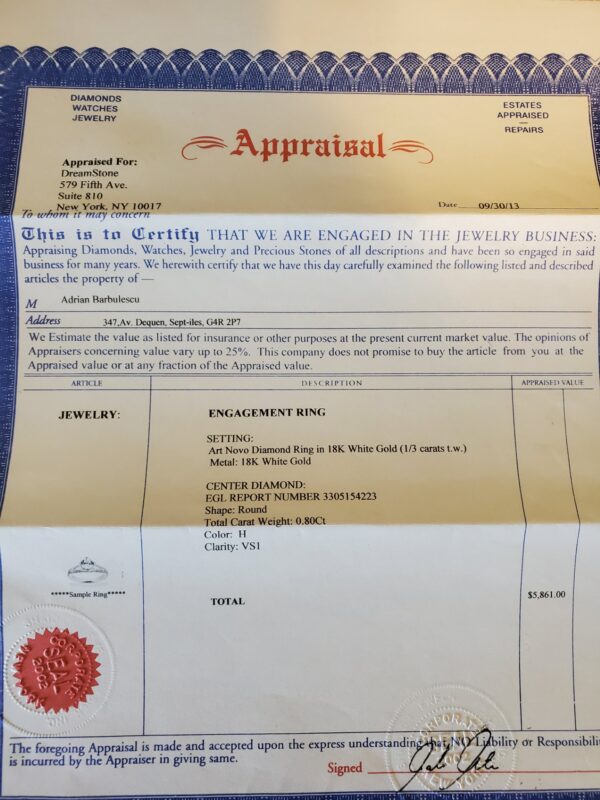 DIAMONDS
WATCHES
JEWELRY
ESTATES
APPRAISED
REPAIRS
Appraisal
Appraised For:
DreamStone
579 Fifth Ave.
Suite 810
New York, NY 10017
Date 09/30/13
To whom it may concern
This is to Certify THAT WE ARE ENGAGED IN THE JEWELRY BUSINESS:
Appraising Diamonds, Watches, Jewelry and Precious Stones of all descriptions and have been so engaged in said
business for many years. We herewith certify that we have this day carefully examined the following listed and described
articles the property of —
M Adrian Barbulescu
Address 347,Av. Dequen, Sept-iles, G4R 2P7
We Estimate the value as listed for insurance or other purposes at the present current market value. The opinions of
Appraisers concerning value vary up to 25%. This company does not promise to buy the article from you at the
Appraised value or at any fraction of the Appraised value.
ARTICLE DESCRIPTION APPRAISED VALUE
JEWELRY: ENGAGEMENT RING
SETTING:
Art Novo Diamond Ring in 18K White Gold (1/3 carats t.w.)
Metal: 18K White Gold
CENTER DIAMOND:
EGL REPORT NUMBER 3305154223
Shape: Round
Total Carat Weight: 0.80Ct
Color: H
Clarity: VS1
*****Sample Ring*****
TOTAL $5,861.00
CORPORATE
SEAL
NEW YORK
The foregoing Appraisal is made and accepted upon the express understanding that NO Liability or Responsibili
is incurred by the Appraiser in giving same.
Signed